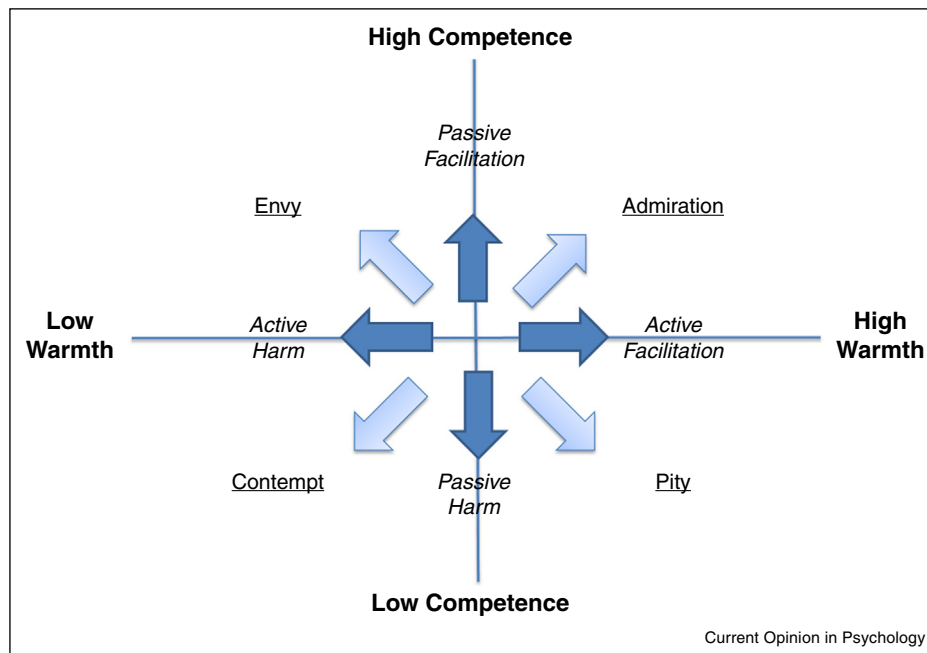 High Competence
Passive
Facilitation
Envy
Admiration
Low
Warmth
Active
Harm
Active
Facilitation
High
Warmth
Contempt
Passive
Harm
Pity
Low Competence
Current Opinion in Psychology